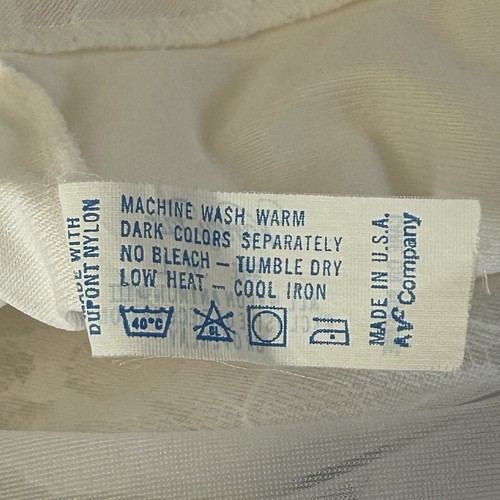 MADE WITH
DUPONT NYLON
MACHINE WASH WARM
DARK COLORS SEPARATELY
NO BLEACH – TUMBLE DRY
LOW HEAT – COOL IRON
40°C
CL
MADE IN U.S.A.
A VF Company